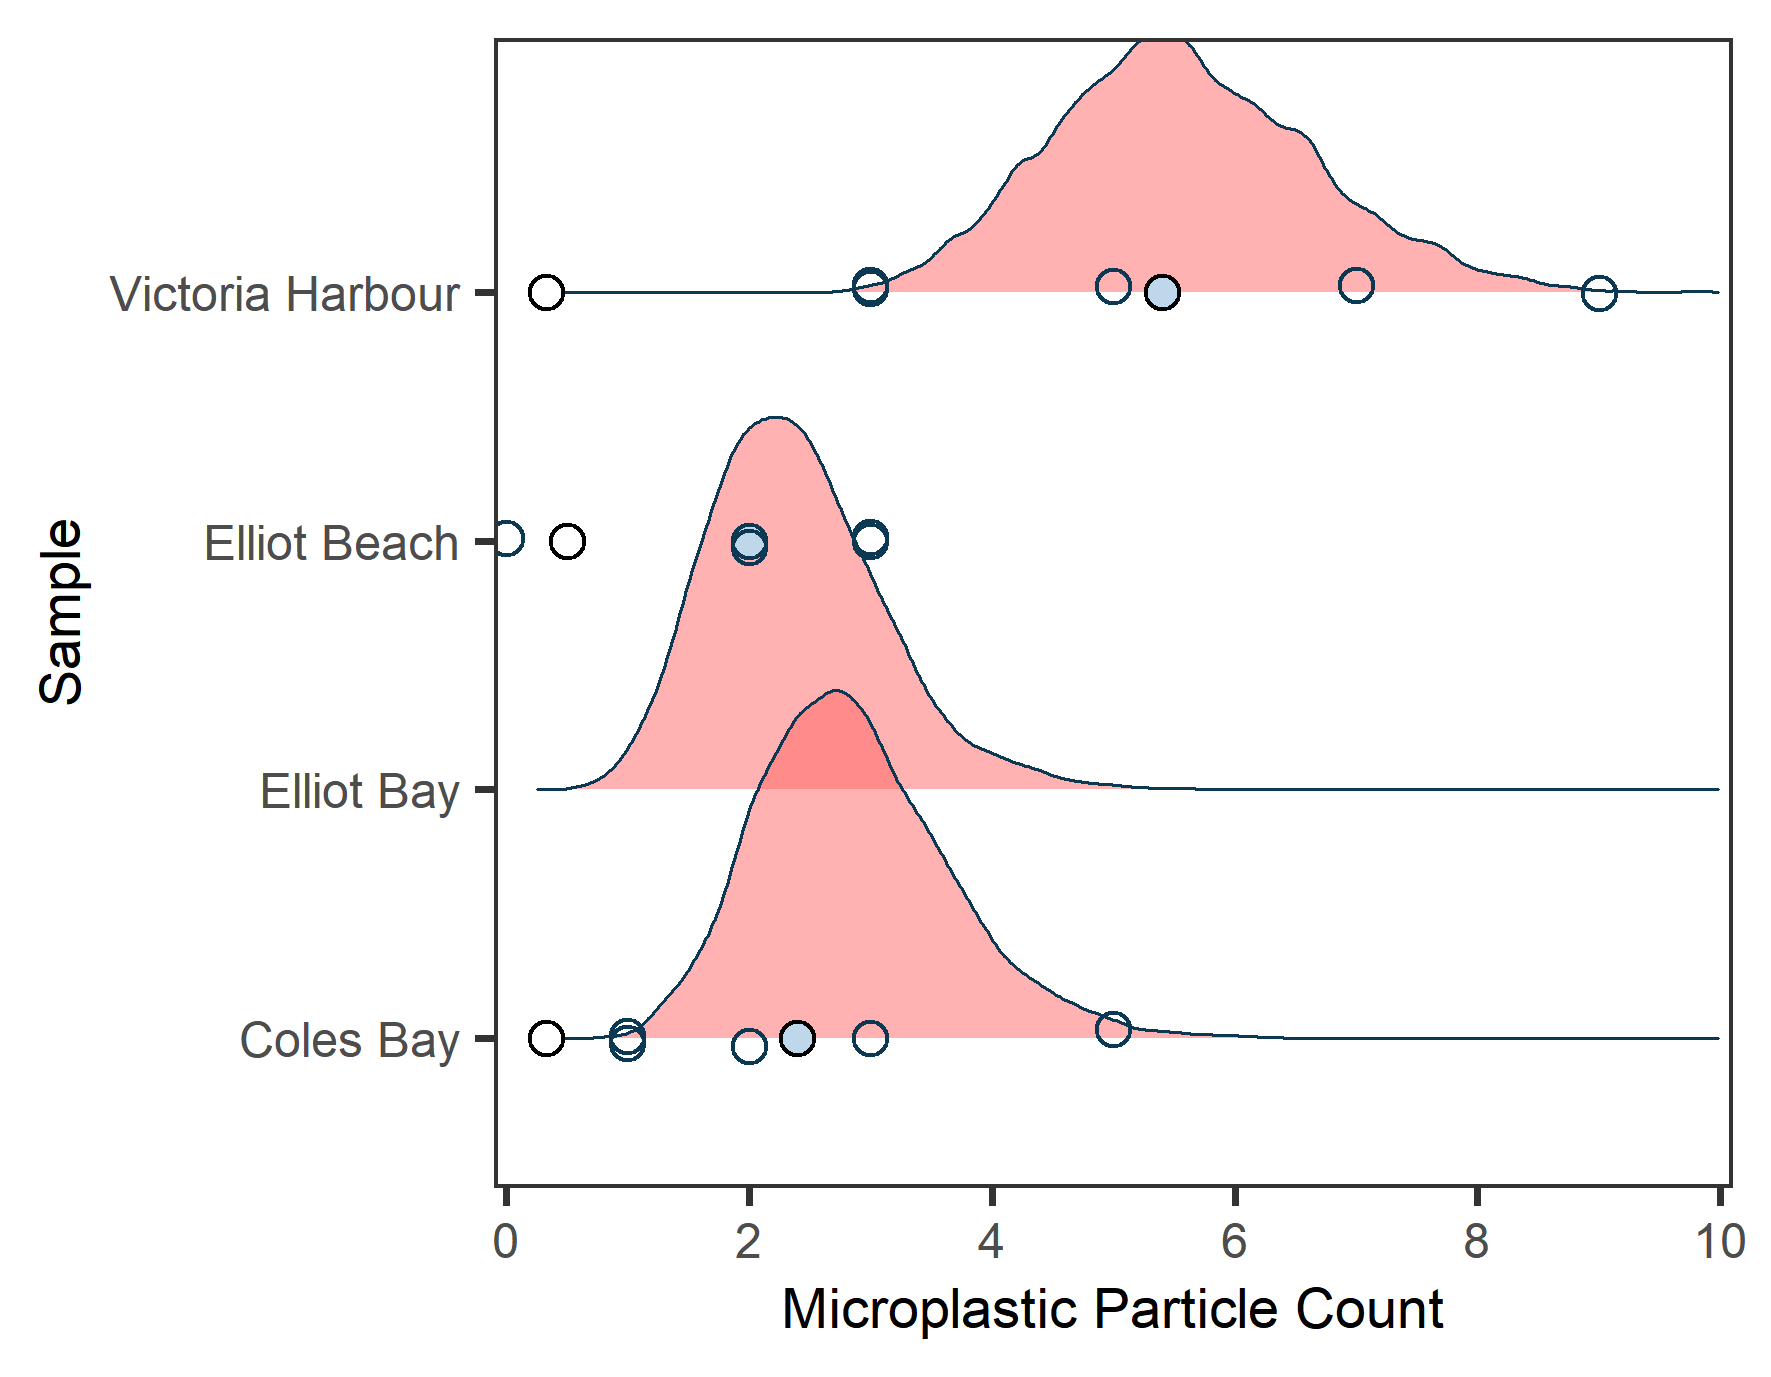 Victoria Harbour
Elliot Beach
Elliot Bay
Coles Bay
Sample
0 2 4 6 8 10
Microplastic Particle Count